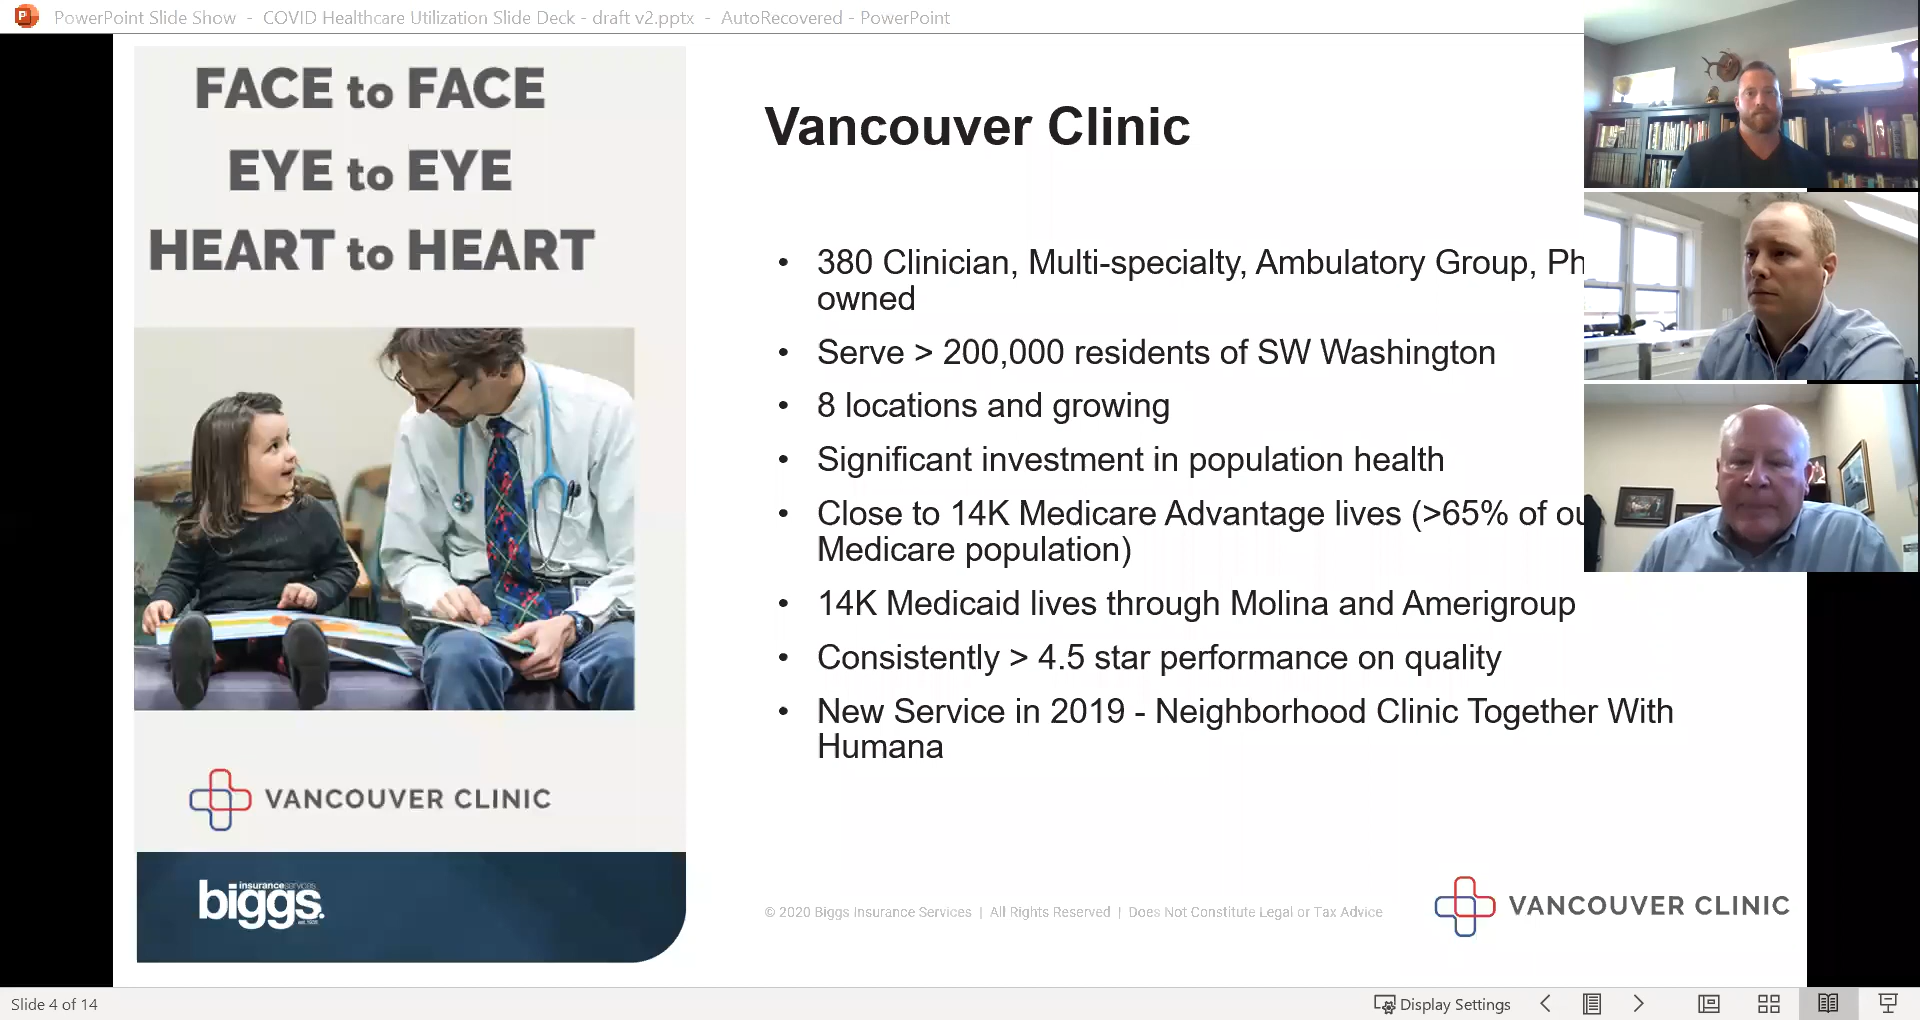 PowerPoint Slide Show - COVID Healthcare Utilization Slide Deck - draft v2.pptx - AutoRecovered - PowerPoint
FACE to FACE
EYE to EYE
HEART to HEART
VANCOUVER CLINIC
insuranceservices
biggs.
Vancouver Clinic
• 380 Clinician, Multi-specialty, Ambulatory Group, Ph
owned
• Serve > 200,000 residents of SW Washington
• 8 locations and growing
• Significant investment in population health
• Close to 14K Medicare Advantage lives (>65% of ou
Medicare population)
• 14K Medicaid lives through Molina and Amerigroup
• Consistently > 4.5 star performance on quality
• New Service in 2019 - Neighborhood Clinic Together With
Humana
© 2020 Biggs Insurance Services | All Rights Reserved | Does Not Constitute Legal or Tax Advice
VANCOUVER CLINIC
Slide 4 of 14
Display Settings